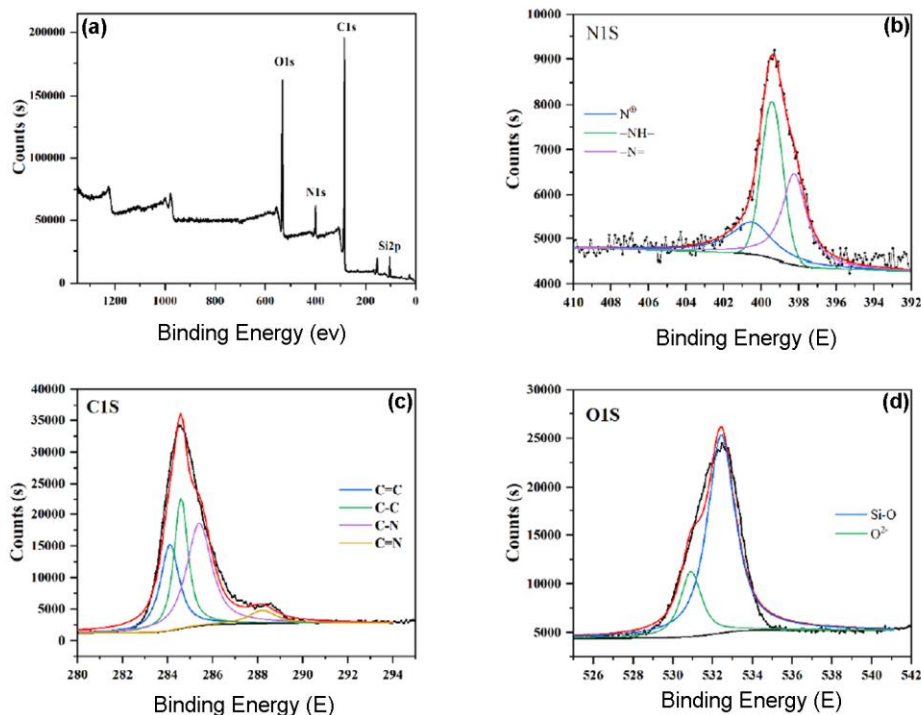 (a)
C1s
O1s
N1s
Si2p
Counts (s)
200000
150000
100000
50000
0
1200 1000 800 600 400 200 0
Binding Energy (ev)
(b)
N1S
N⊕
–NH–
–N=
Counts (s)
10000
9000
8000
7000
6000
5000
4000
410 408 406 404 402 400 398 396 394 392
Binding Energy (E)
(c)
C1S
C=C
C-C
C-N
C=N
Counts (s)
40000
35000
30000
25000
20000
15000
10000
5000
0
280 282 284 286 288 290 292 294
Binding Energy (E)
(d)
O1S
Si-O
O²⁻
Counts (s)
30000
25000
20000
15000
10000
5000
526 528 530 532 534 536 538 540 542
Binding Energy (E)